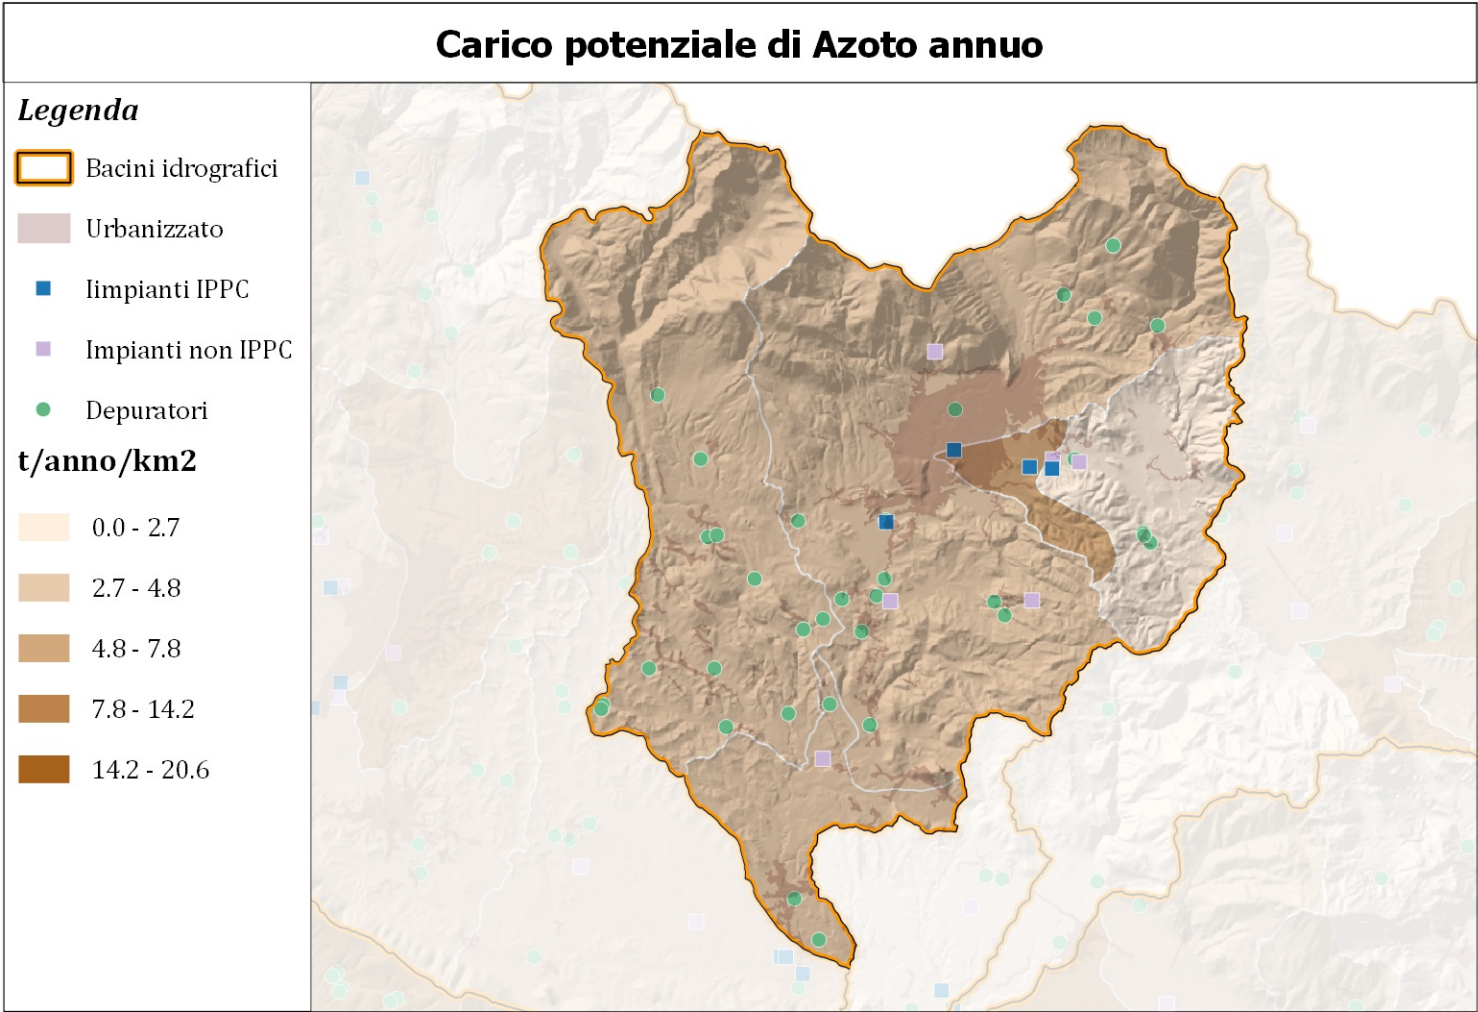 Carico potenziale di Azoto annuo
Legenda
Bacini idrografici
Urbanizzato
Iimpianti IPPC
Impianti non IPPC
Depuratori
t/anno/km2
0.0 - 2.7
2.7 - 4.8
4.8 - 7.8
7.8 - 14.2
14.2 - 20.6